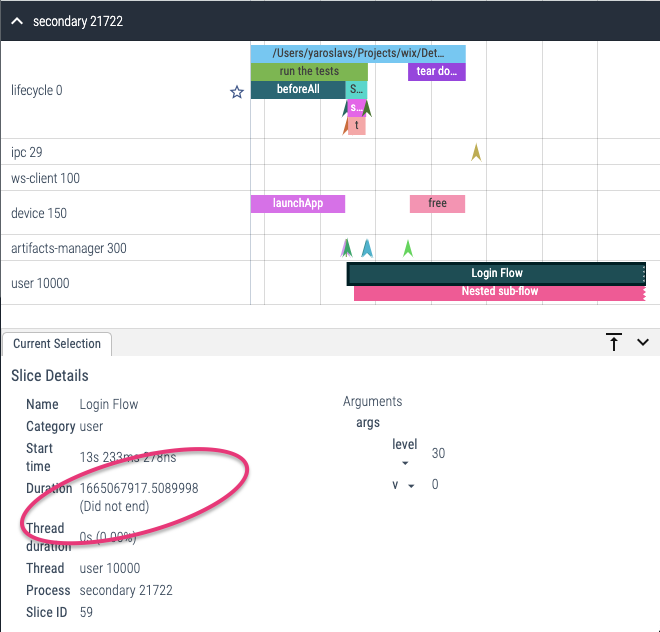 secondary 21722
/Users/yaroslavs/Projects/wix/Det...
run the tests
tear do...
lifecycle 0
beforeAll
S...
s...
t
ipc 29
ws-client 100
device 150
launchApp
free
artifacts-manager 300
user 10000
Login Flow
Nested sub-flow
Current Selection
Slice Details
Name Login Flow
Category user
Start time 13s 233ms 278ns
Duration 1665067917.5089998 (Did not end)
Thread duration 0s (0.00%)
Thread user 10000
Process secondary 21722
Slice ID 59
Arguments
args
level 30
v 0